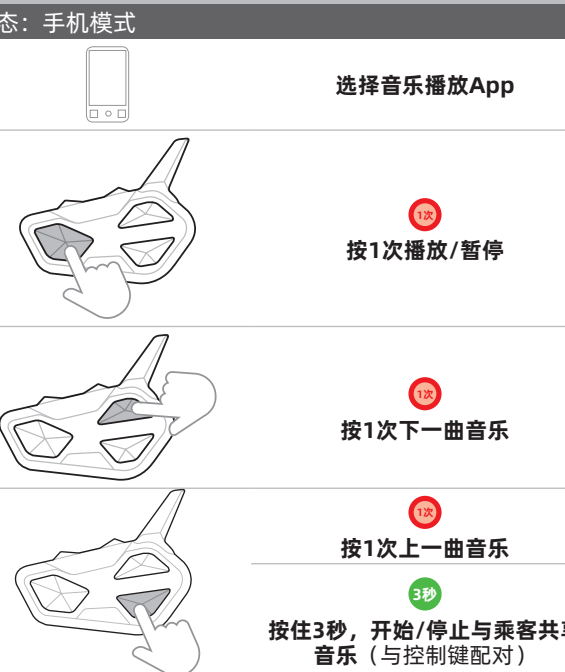 态：手机模式
选择音乐播放App
1次
按1次播放/暂停
1次
按1次下一曲音乐
1次
按1次上一曲音乐
3秒
按住3秒，开始/停止与乘客共
音乐（与控制键配对）